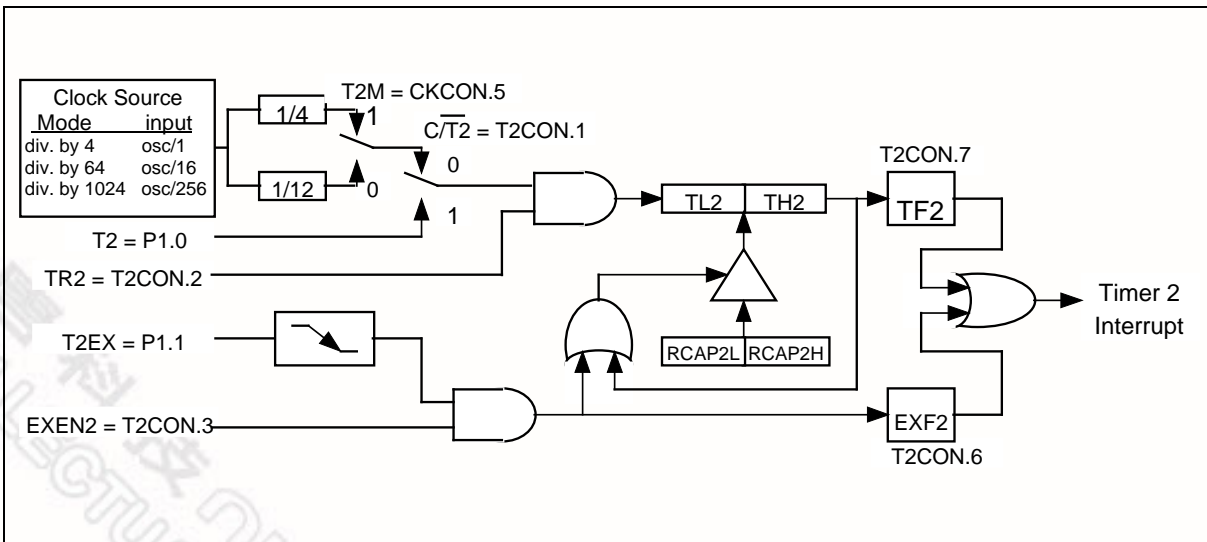 Clock Source
Mode input
div. by 4 osc/1
div. by 64 osc/16
div. by 1024 osc/256
1/4
1/12
T2M = CKCON.5
1
0
C/T2 = T2CON.1
0
1
T2 = P1.0
TR2 = T2CON.2
T2EX = P1.1
EXEN2 = T2CON.3
TL2 TH2
RCAP2L RCAP2H
T2CON.7
TF2
EXF2
T2CON.6
Timer 2
Interrupt